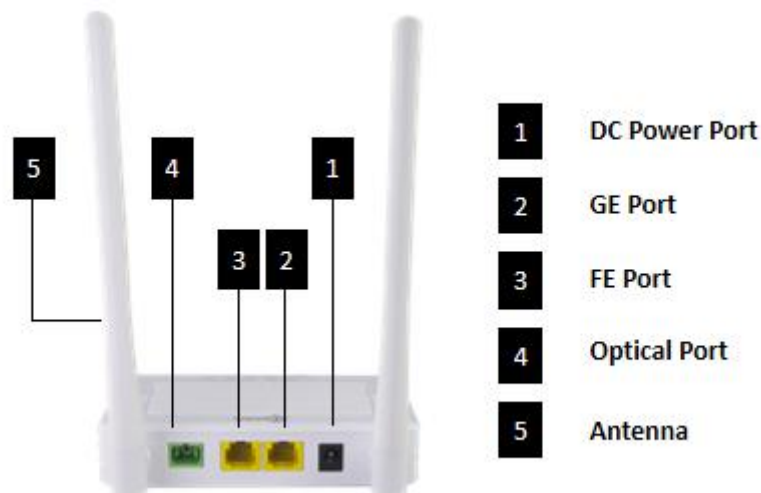 5
4
1
3
2
1 DC Power Port
2 GE Port
3 FE Port
4 Optical Port
5 Antenna